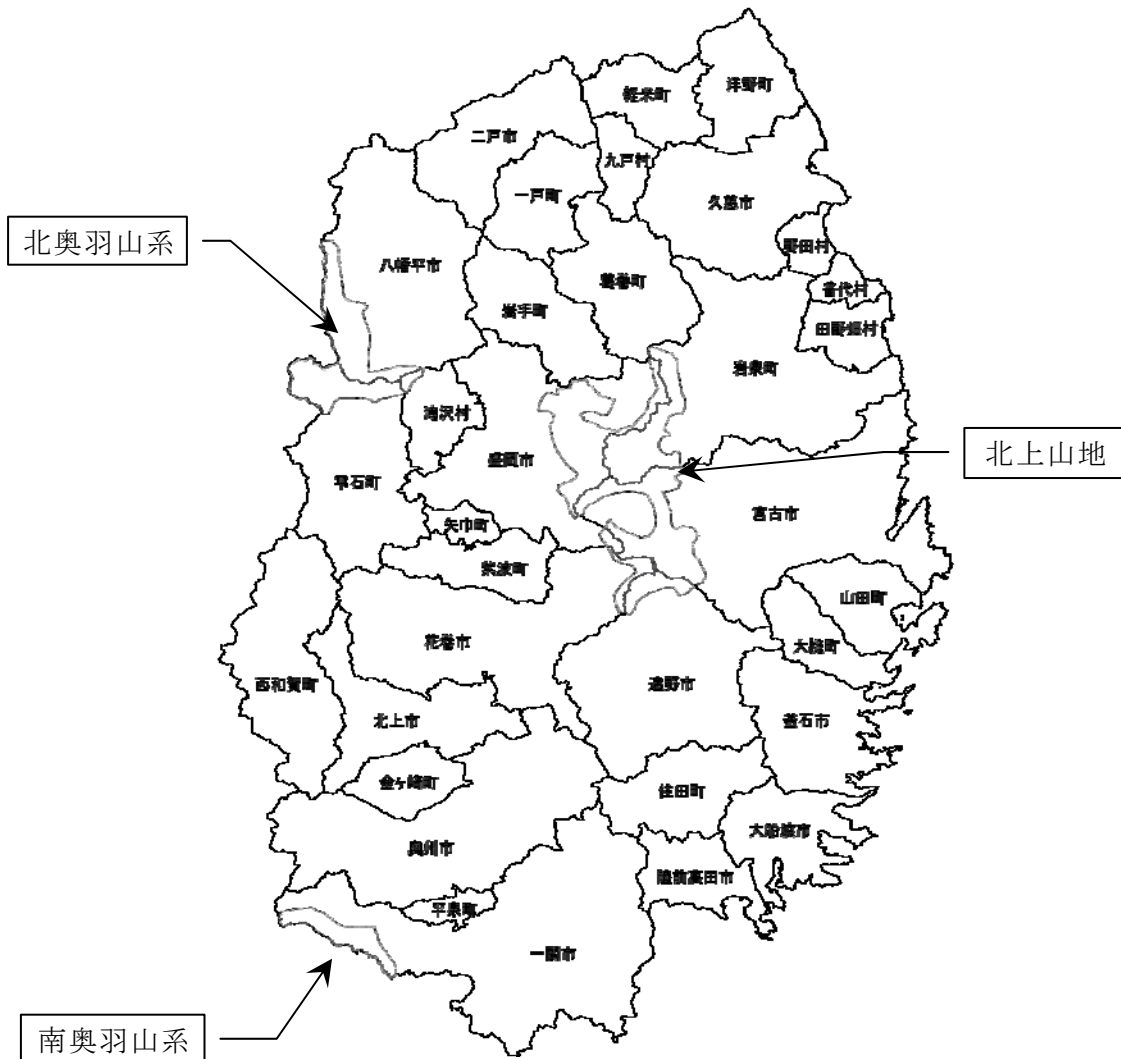 洋野町
軽米町
二戸市
九戸村
一戸町
久慈市
北奥羽山系
野田村
八幡平市
葛巻町
普代村
岩手町
田野畑村
岩泉町
滝沢村
盛岡市
北上山地
雫石町
宮古市
矢巾町
紫波町
山田町
花巻市
大槌町
西和賀町
遠野市
北上市
釜石市
金ヶ崎町
住田町
大船渡市
奥州市
陸前高田市
平泉町
一関市
南奥羽山系